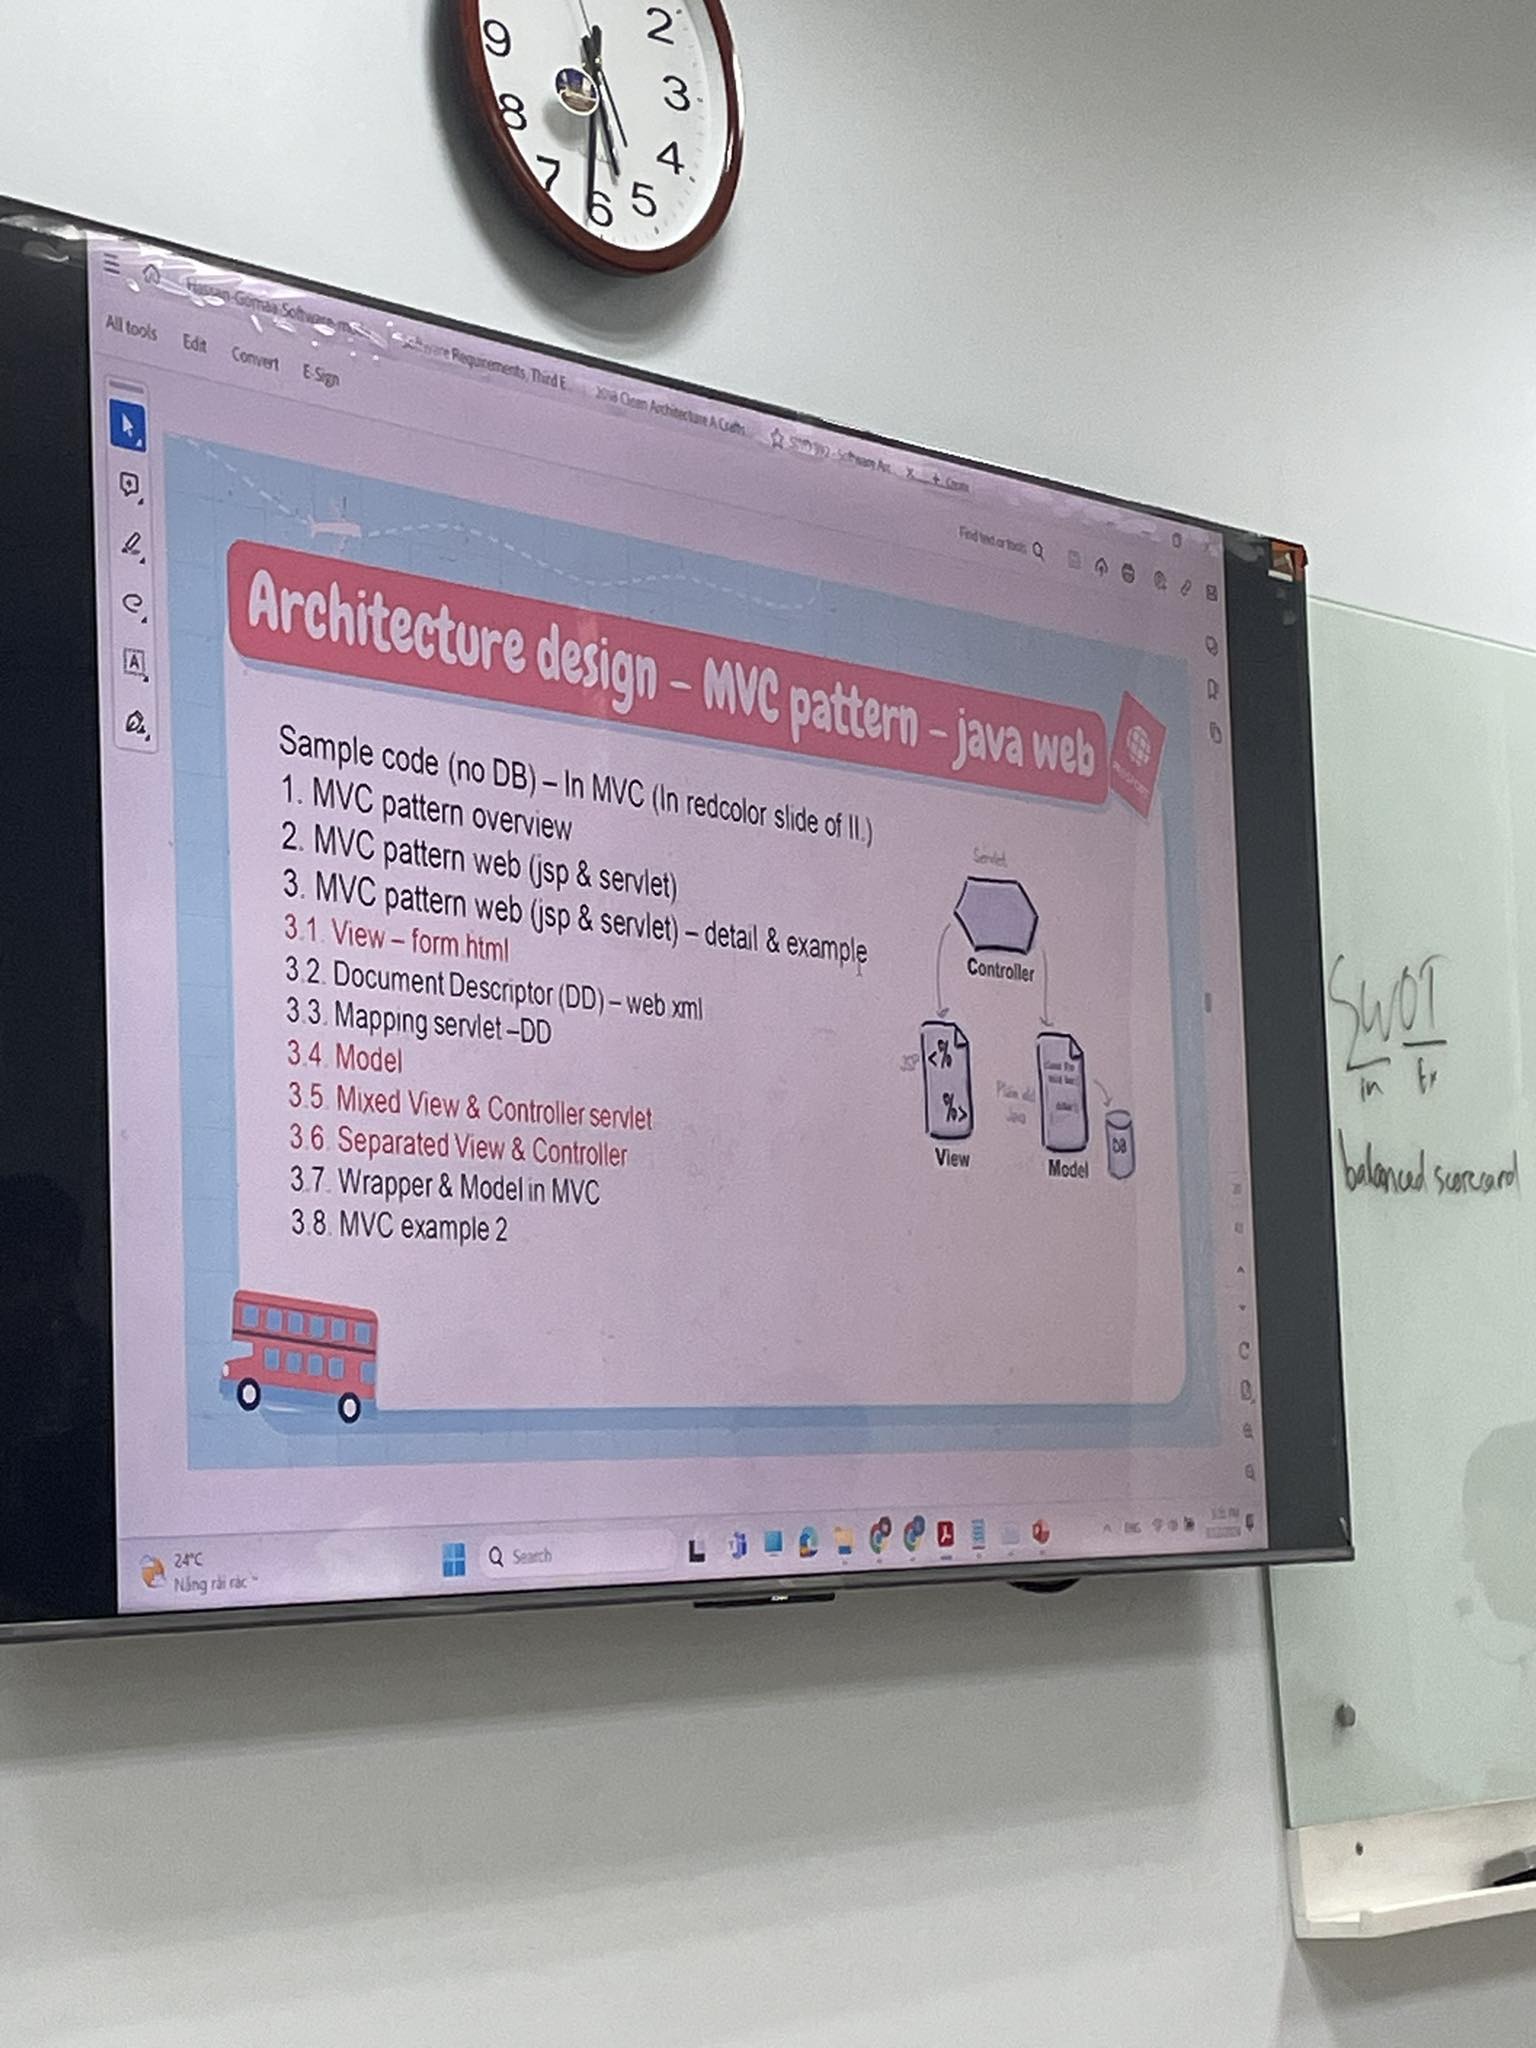 9
2
8
3
7
4
6
5
Hassan-Gomaa Software
Software Requirements, Third E
2018 Clean Architecture A Crafts
Software Arc
+ Create
All tools
Edit
Convert
E-Sign
Find text or tools
Architecture design – MVC pattern – java web
Sample code (no DB) – In MVC (In redcolor slide of II.)
1. MVC pattern overview
2. MVC pattern web (jsp & servlet)
3. MVC pattern web (jsp & servlet) – detail & example
3.1. View – form.html
3.2. Document Descriptor (DD) – web.xml
3.3. Mapping servlet –DD
3.4. Model
3.5. Mixed View & Controller servlet
3.6. Separated View & Controller
3.7. Wrapper & Model in MVC
3.8. MVC example 2
Servlet
Controller
JSP
<%
%>
View
Plain old
Java
Model
DB
SWOT
in
Ex
balanced scorecard
24°C
Nắng rải rác
Search
ENG